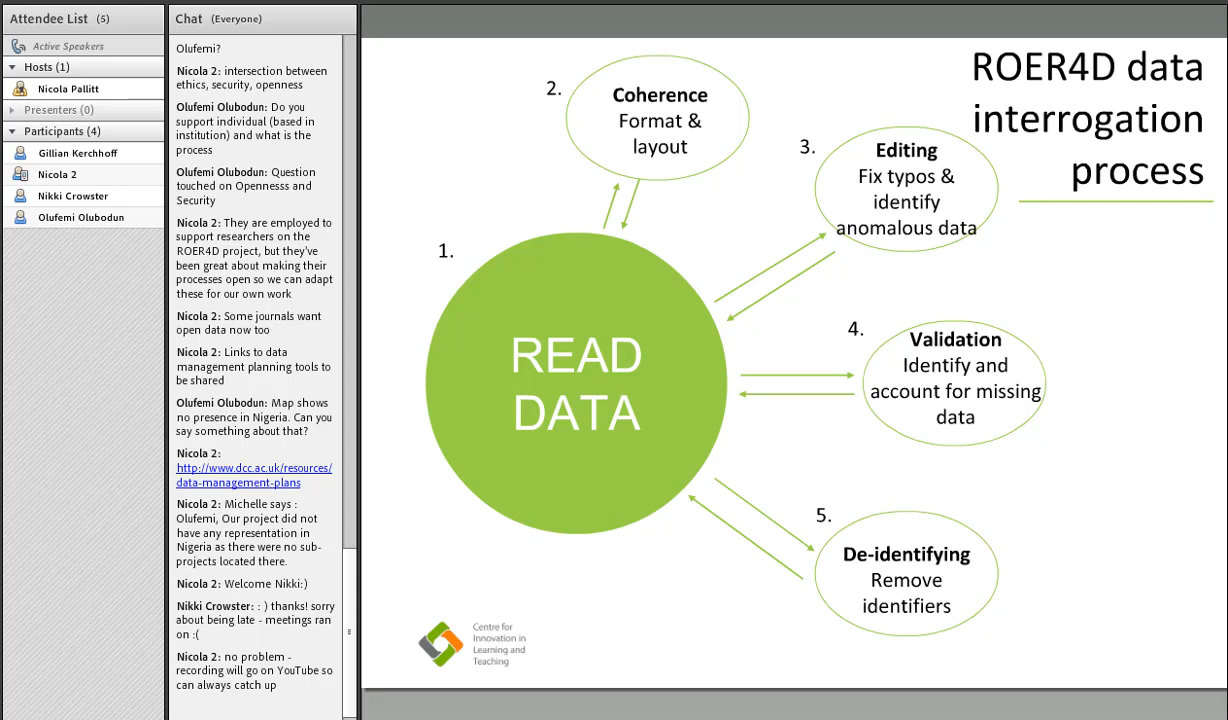 Attendee List (5)
Active Speakers
Hosts (1)
Nicola Pallitt
Presenters (0)
Participants (4)
Gillian Kerchhoff
Nicola 2
Nikki Crowster
Olufemi Olubodun
Chat (Everyone)
Olufemi?
Nicola 2: intersection between
ethics, security, openness
Olufemi Olubodun: Do you
support individual (based in
institution) and what is the
process
Olufemi Olubodun: Question
touched on Opennesss and
Security
Nicola 2: They are employed to
support researchers on the
ROER4D project, but they've
been great about making their
processes open so we can adapt
these for our own work
Nicola 2: Some journals want
open data now too
Nicola 2: Links to data
management planning tools to
be shared
Olufemi Olubodun: Map shows
no presence in Nigeria. Can you
say something about that?
Nicola 2:
http://www.dcc.ac.uk/resources/
data-management-plans
Nicola 2: Michelle says :
Olufemi, Our project did not
have any representation in
Nigeria as there were no sub-
projects located there.
Nicola 2: Welcome Nikki:)
Nikki Crowster: : ) thanks! sorry
about being late - meetings ran
on :(
Nicola 2: no problem -
recording will go on YouTube so
can always catch up
ROER4D data
interrogation
process
1.
READ
DATA
2.
Coherence
Format &
layout
3.
Editing
Fix typos &
identify
anomalous data
4.
Validation
Identify and
account for missing
data
5.
De-identifying
Remove
identifiers
Centre for
Innovation in
Learning and
Teaching